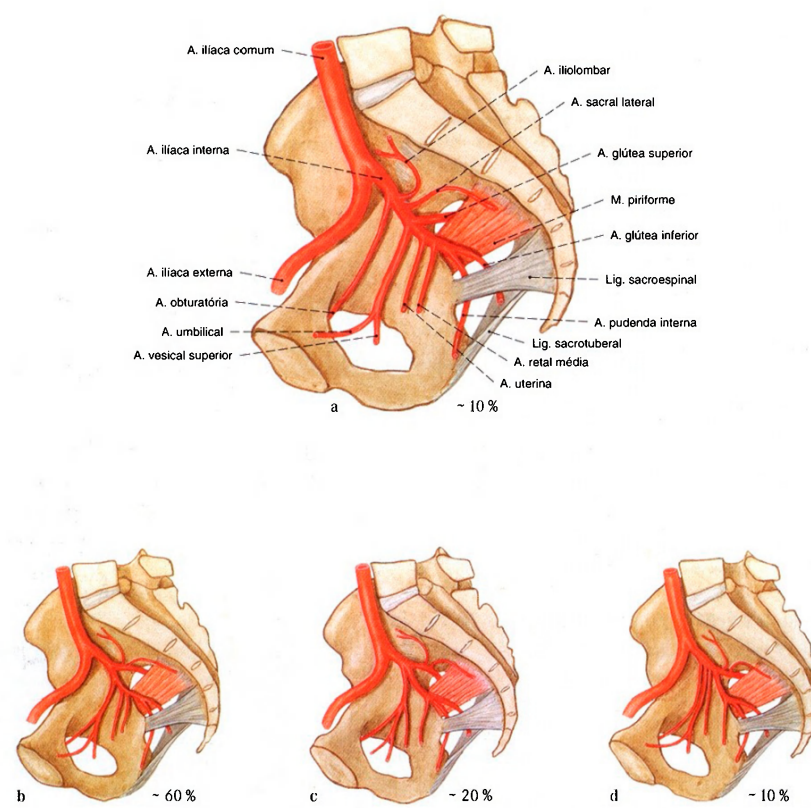 A. ilíaca comum
A. iliolombar
A. sacral lateral
A. ilíaca interna
A. glútea superior
M. piriforme
A. glútea inferior
A. ilíaca externa
Lig. sacroespinal
A. obturatória
A. umbilical
A. pudenda interna
A. vesical superior
Lig. sacrotuberal
A. retal média
A. uterina
a ~ 10 %
b ~ 60 %
c ~ 20 %
d ~ 10 %